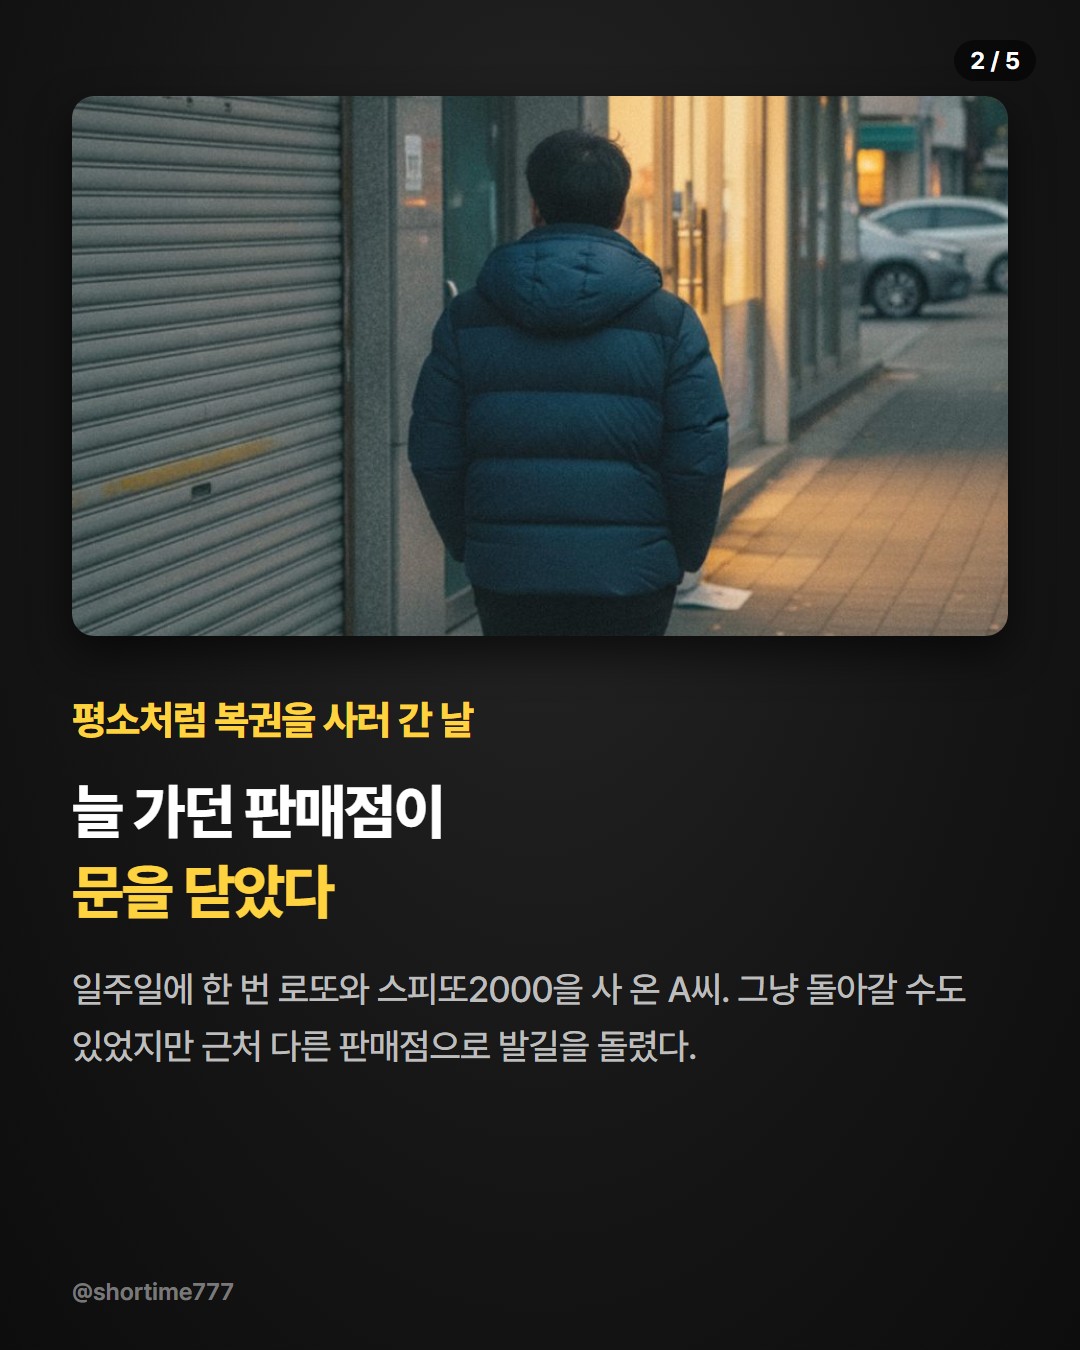 2 / 5
평소처럼 복권을 사러 간 날
늘 가던 판매점이
문을 닫았다
일주일에 한 번 로또와 스피또2000을 사 온 A씨. 그냥 돌아갈 수도
있었지만 근처 다른 판매점으로 발길을 돌렸다.
@shortime777